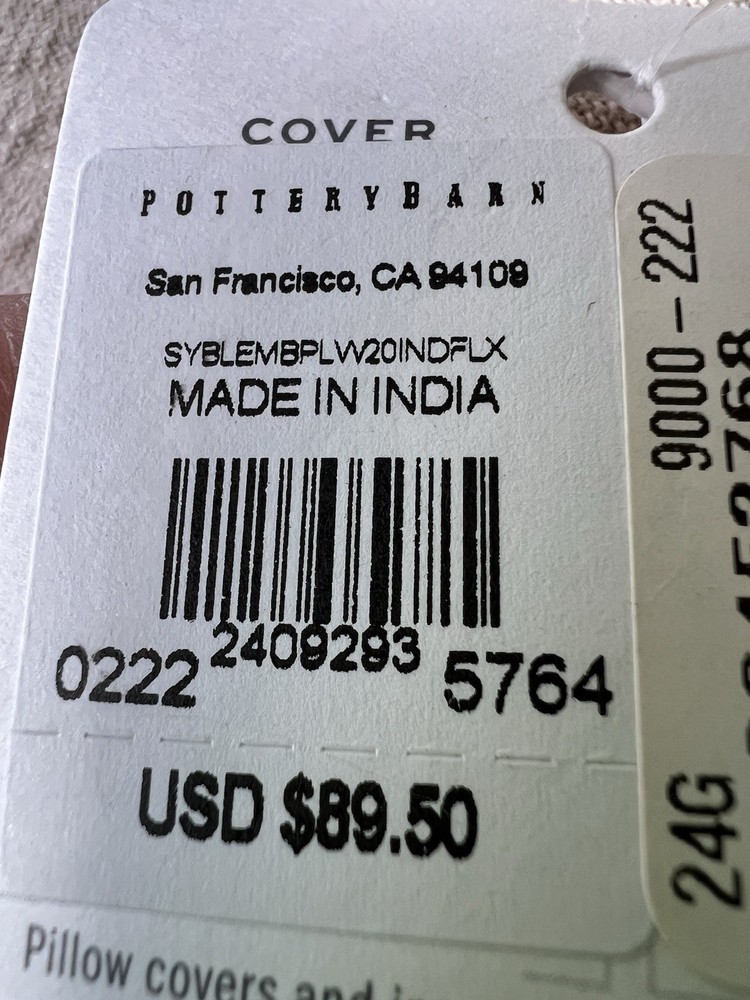 COVER
POTTERYBARN
San Francisco, CA 94109
SYBLEMBPLW20INDFLX
MADE IN INDIA
0222 2409293 5764
USD $89.50
Pillow covers and
9000-222
24G